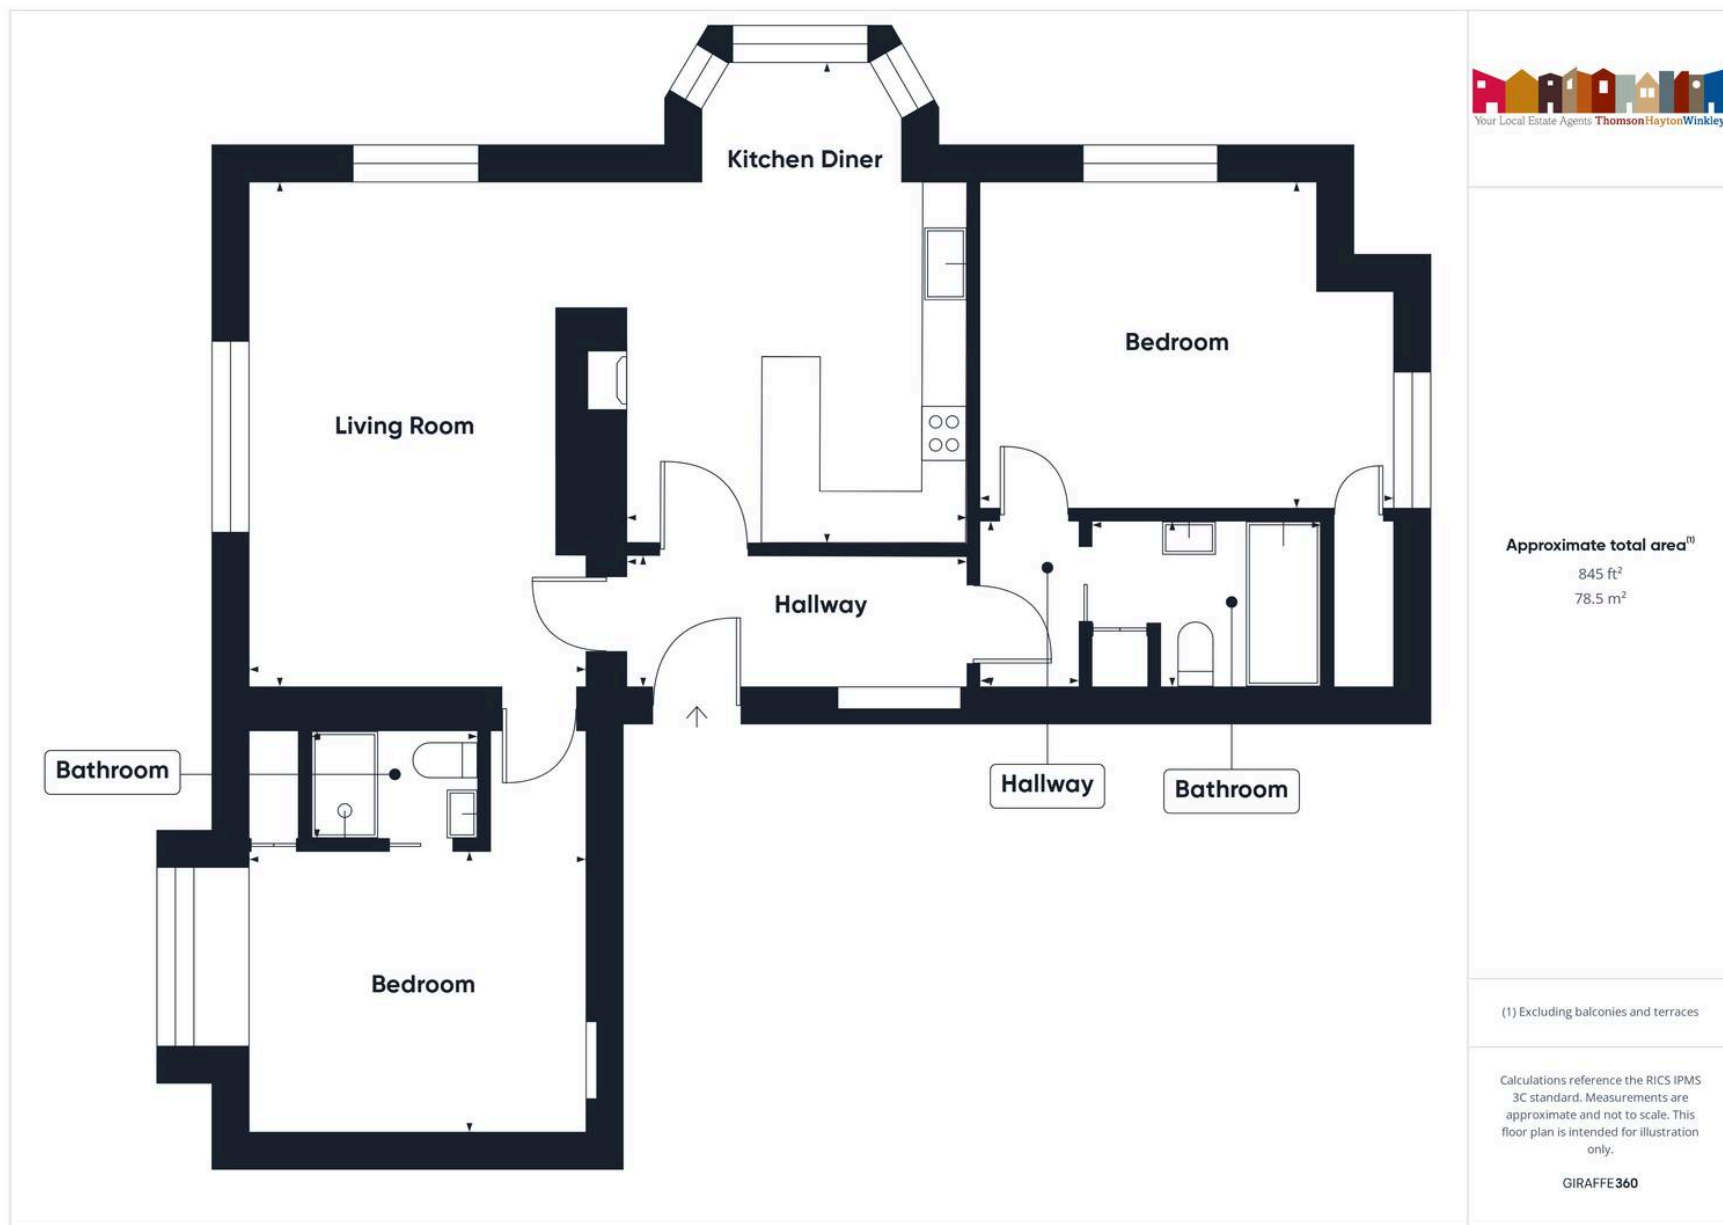 Kitchen Diner
Bedroom
Living Room
Hallway
Bathroom
Hallway
Bathroom
Bedroom
Your Local Estate Agents ThomsonHaytonWinkley
Approximate total area(1)
845 ft²
78.5 m²
(1) Excluding balconies and terraces
Calculations reference the RICS IPMS
3C standard. Measurements are
approximate and not to scale. This
floor plan is intended for illustration
only.
GIRAFFE360